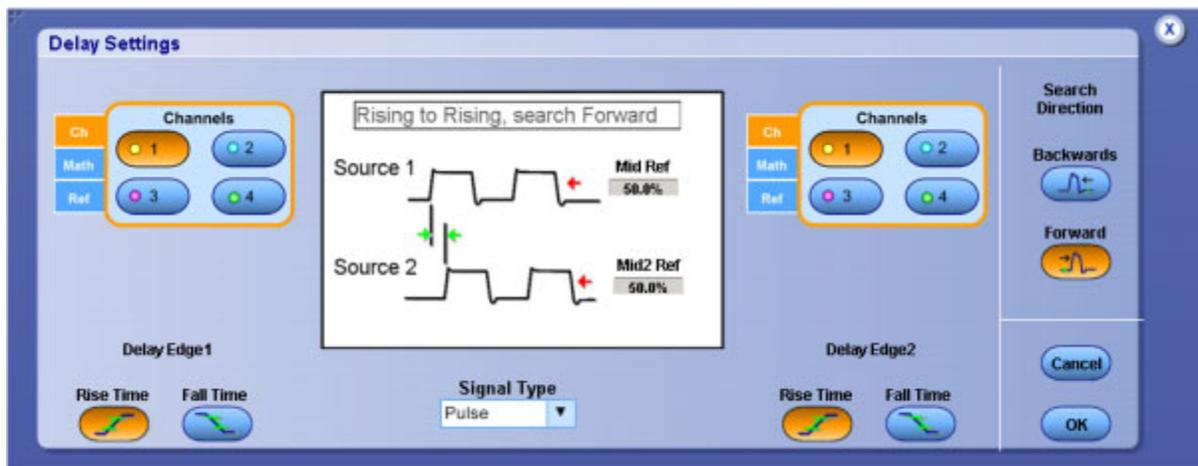 X
Delay Settings
Ch
Math
Ref
Channels
1
2
3
4
Rising to Rising, search Forward
Source 1
Mid Ref
50.0%
Source 2
Mid2 Ref
50.0%
Ch
Math
Ref
Channels
1
2
3
4
Search
Direction
Backwards
Forward
Delay Edge1
Rise Time
Fall Time
Signal Type
Pulse
Delay Edge2
Rise Time
Fall Time
Cancel
OK